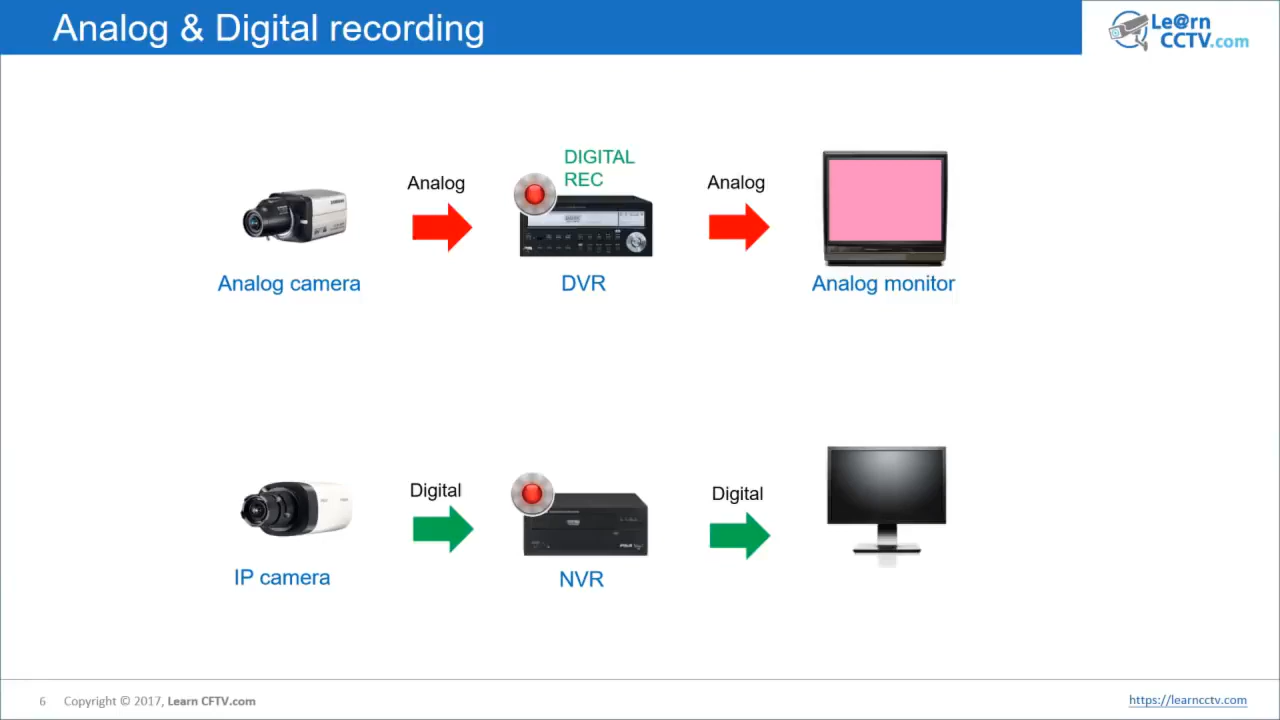 Analog & Digital recording
Le@rn
CCTV.com
DIGITAL
REC
Analog
Analog
SAMSUNG
Analog camera
DVR
Analog monitor
Digital
Digital
IP camera
NVR
6
Copyright © 2017, Learn CFTV.com
https://learncctv.com